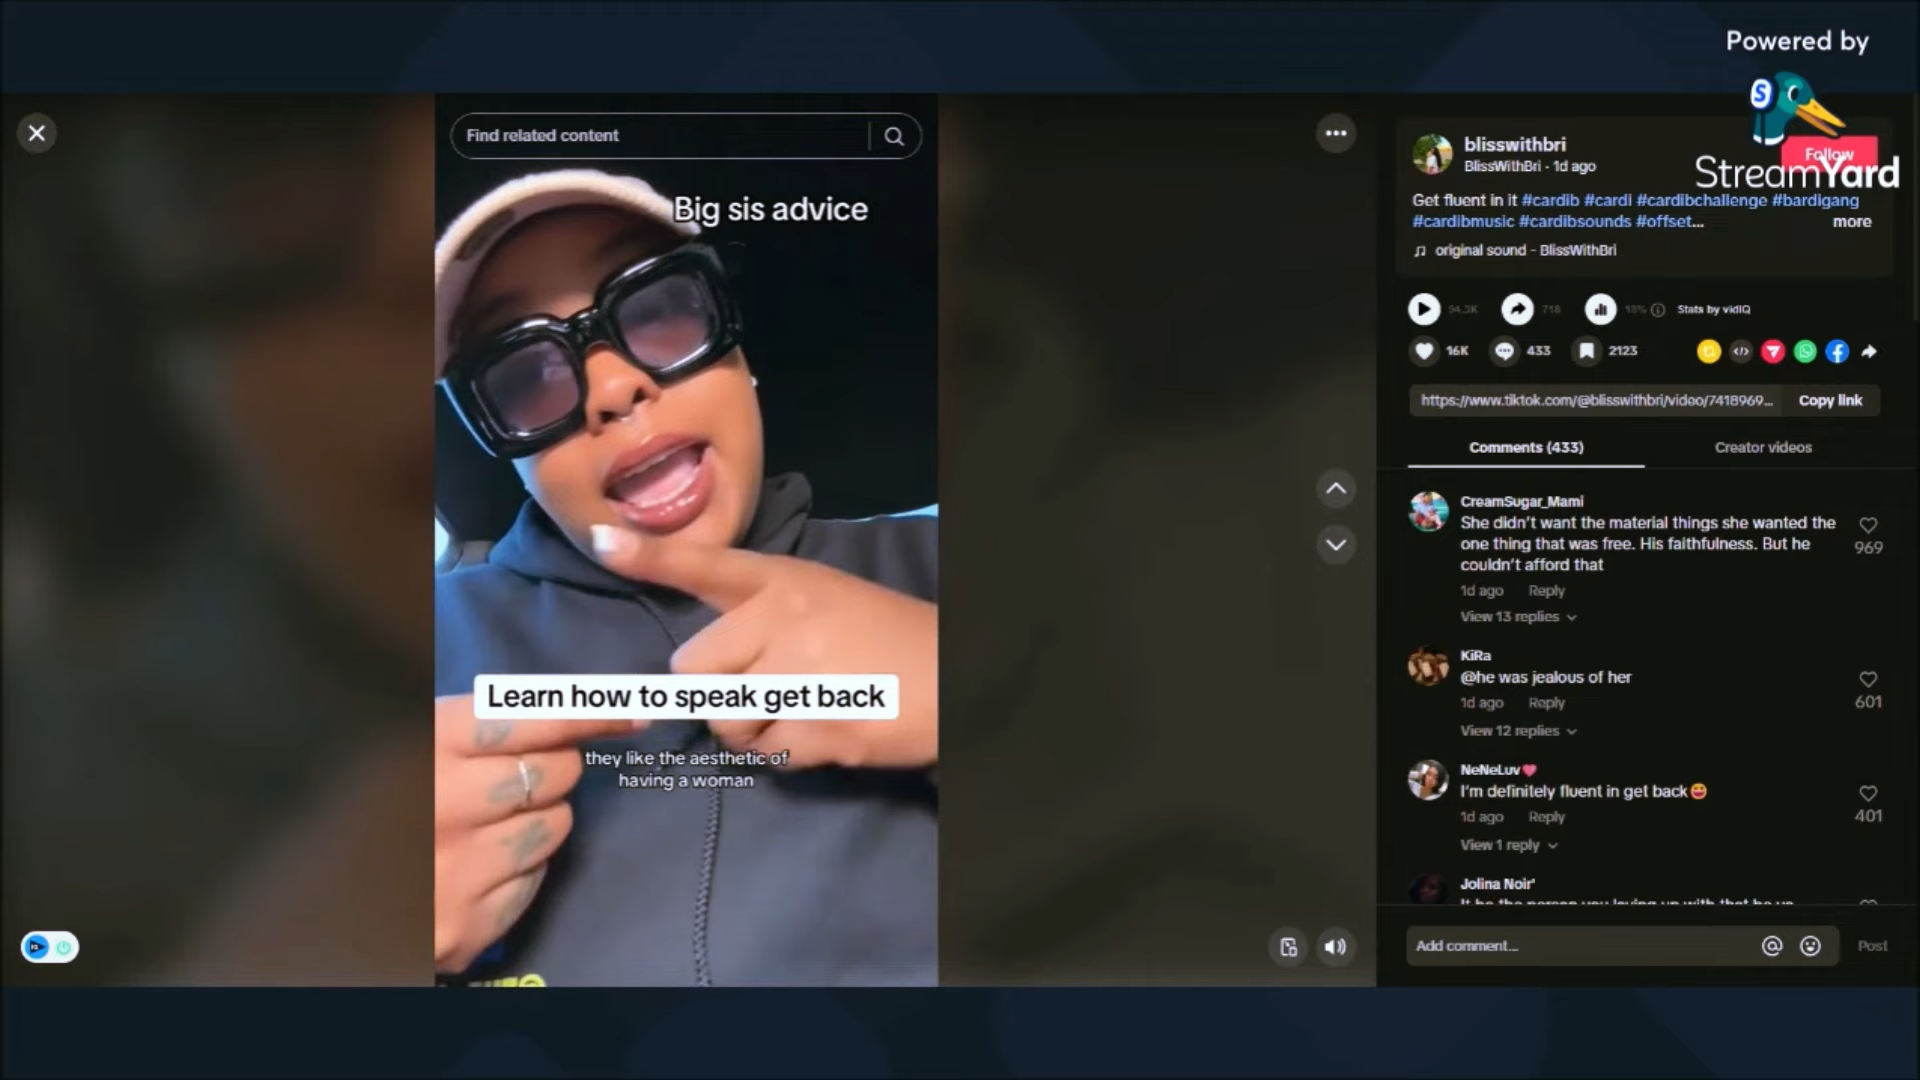 Powered by
StreamYard
Find related content
Big sis advice
Learn how to speak get back
they like the aesthetic of
having a woman
blisswithbri
BlissWithBri - 1d ago
Follow
Get fluent in it #cardib #cardi #cardibchallenge #bardigang
#cardibmusic #cardibsounds #offset...
more
original sound - BlissWithBri
94.3K
718
18%
Stats by vidIQ
16K
433
2123
https://www.tiktok.com/@blisswithbri/video/7418969...
Copy link
Comments (433)
Creator videos
CreamSugar_Mami
She didn't want the material things she wanted the
one thing that was free. His faithfulness. But he
couldn't afford that
969
1d ago Reply
View 13 replies
KiRa
@he was jealous of her
601
1d ago Reply
View 12 replies
NeNeLuv
I'm definitely fluent in get back
401
1d ago Reply
View 1 reply
Jolina Noir'
Add comment...
Post